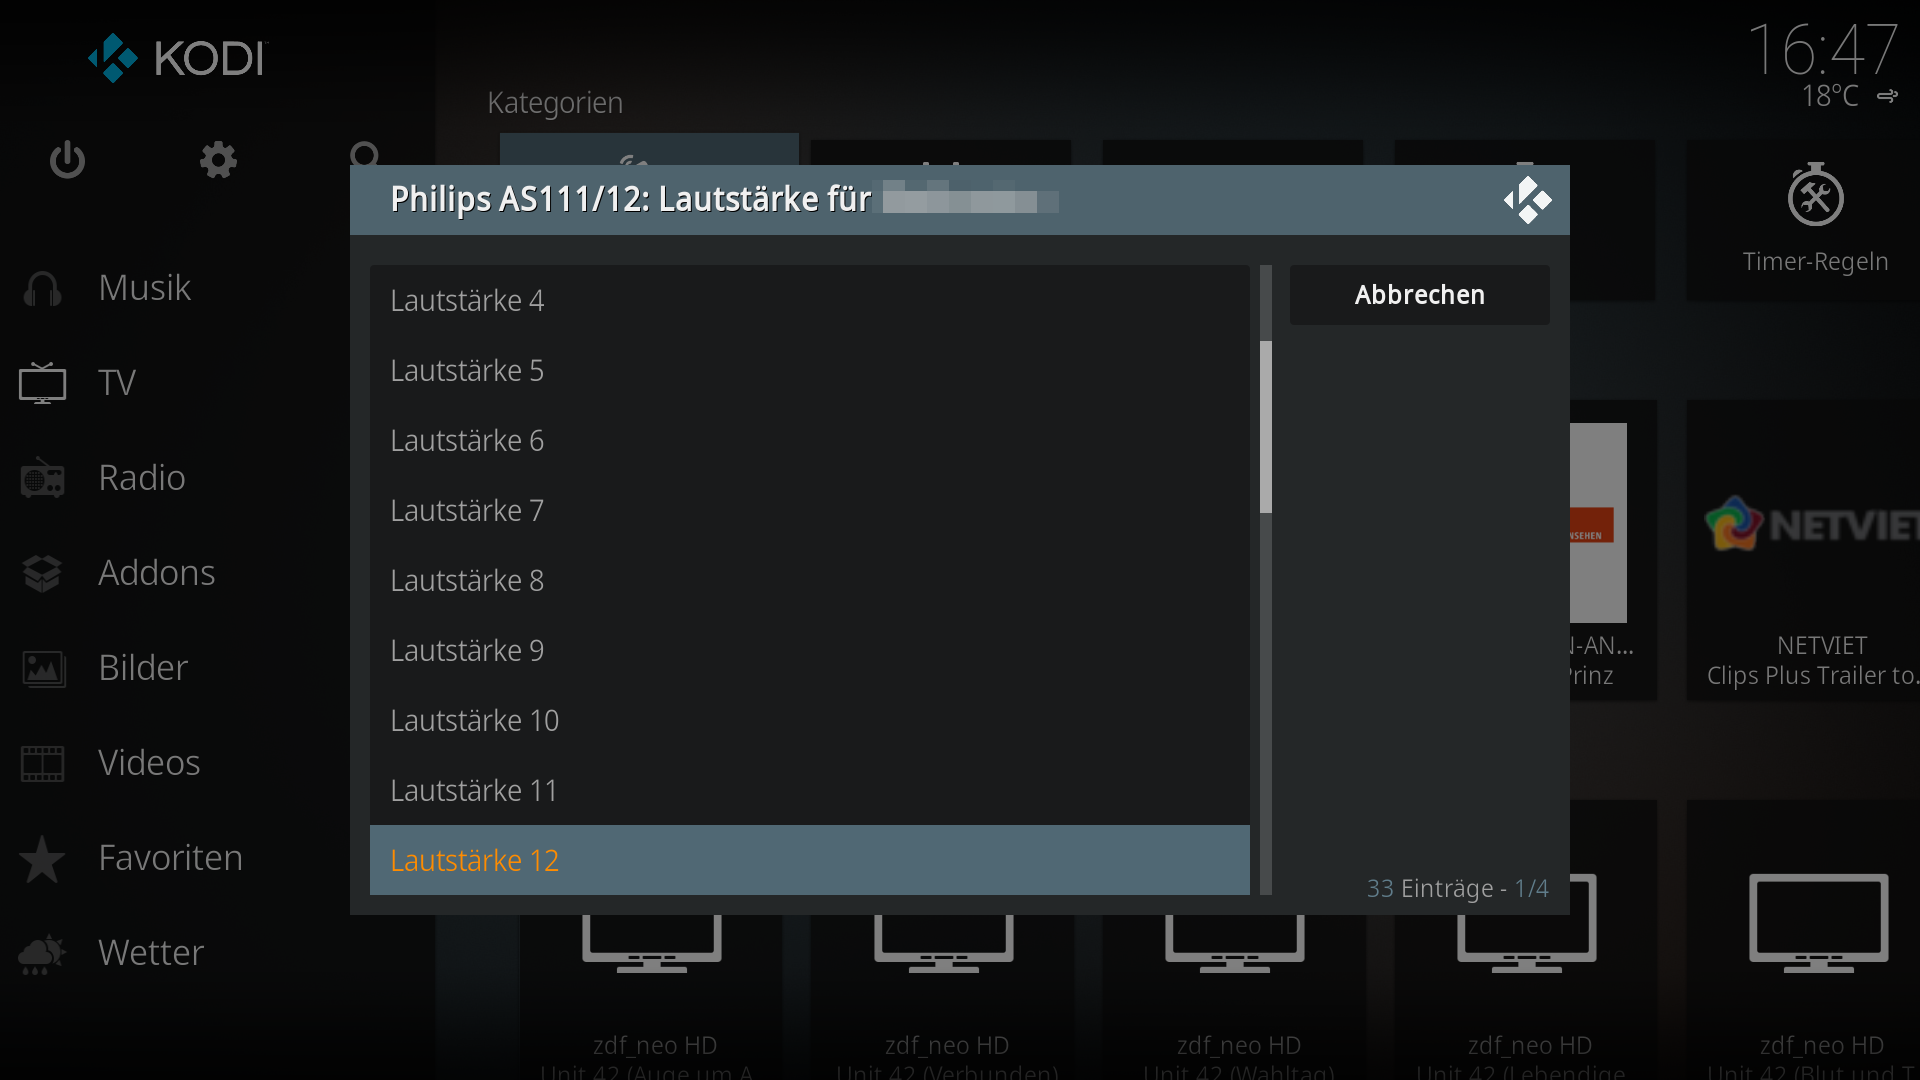 KODI
16:47
18°C
Kategorien
Philips AS111/12: Lautstärke für
Timer-Regeln
Musik
TV
Radio
Addons
Bilder
Videos
Favoriten
Wetter
Lautstärke 4
Lautstärke 5
Lautstärke 6
Lautstärke 7
Lautstärke 8
Lautstärke 9
Lautstärke 10
Lautstärke 11
Lautstärke 12
Abbrechen
33 Einträge - 1/4
NSEHEN
N-AN...
Prinz
NETVIET
NETVIET
Clips Plus Trailer to.
zdf_neo HD
Unit 42 (Auge um A
zdf_neo HD
Unit 42 (Verbunden)
zdf_neo HD
Unit 42 (Wahltag)
zdf_neo HD
Unit 42 (Lebendige
zdf_neo HD
Unit 42 (Blut und T